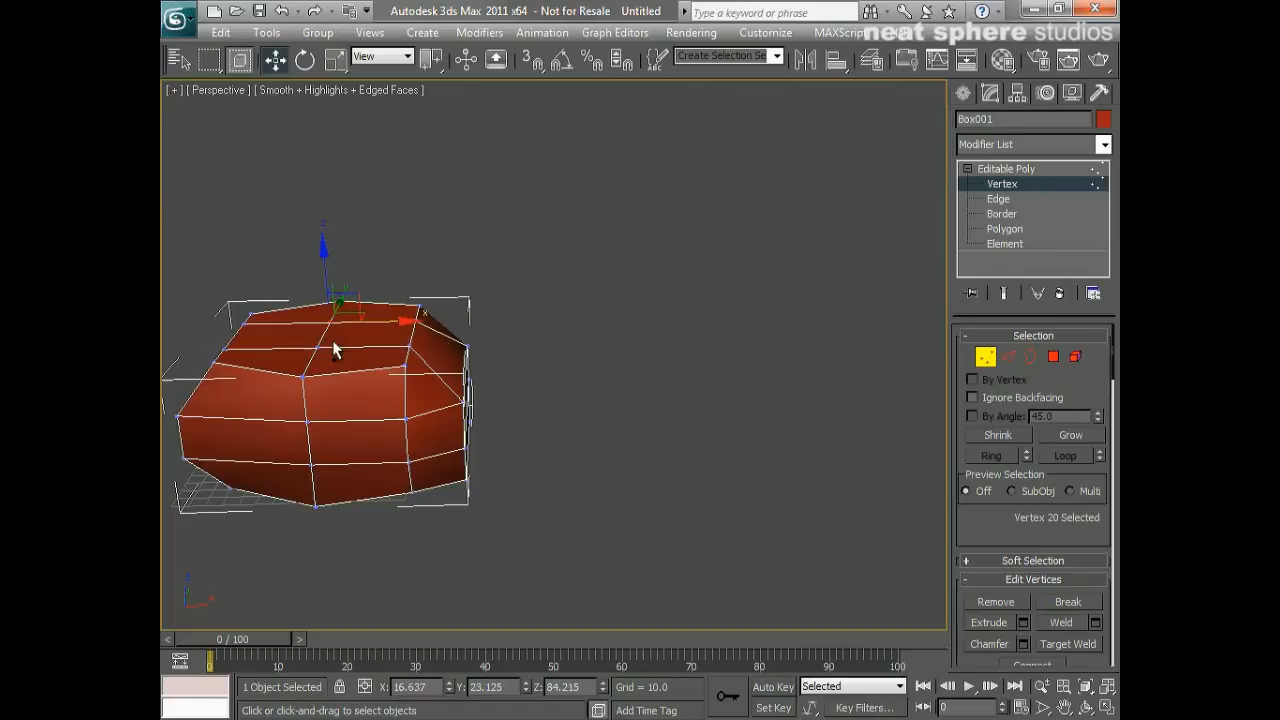 Autodesk 3ds Max 2011 x64 - Not for Resale Untitled
Type a keyword or phrase
Edit Tools Group Views Create Modifiers Animation Graph Editors Rendering Customize MAXScrip
neat sphere studios
View
3
ABC
Create Selection Se
[ + ] [ Perspective ] [ Smooth + Highlights + Edged Faces ]
Box001
Modifier List
Editable Poly
Vertex
Edge
Border
Polygon
Element
Selection
By Vertex
Ignore Backfacing
By Angle: 45.0
Shrink Grow
Ring Loop
Preview Selection
Off SubObj Multi
Vertex 20 Selected
Soft Selection
Edit Vertices
Remove Break
Extrude Weld
Chamfer Target Weld
Connect
z
x
0 / 100
0 10 20 30 40 50 60 70 80 90 100
1 Object Selected X: 16.637 Y: 23.125 Z: 84.215 Grid = 10.0 Auto Key Selected
Click or click-and-drag to select objects Add Time Tag Set Key Key Filters... 0